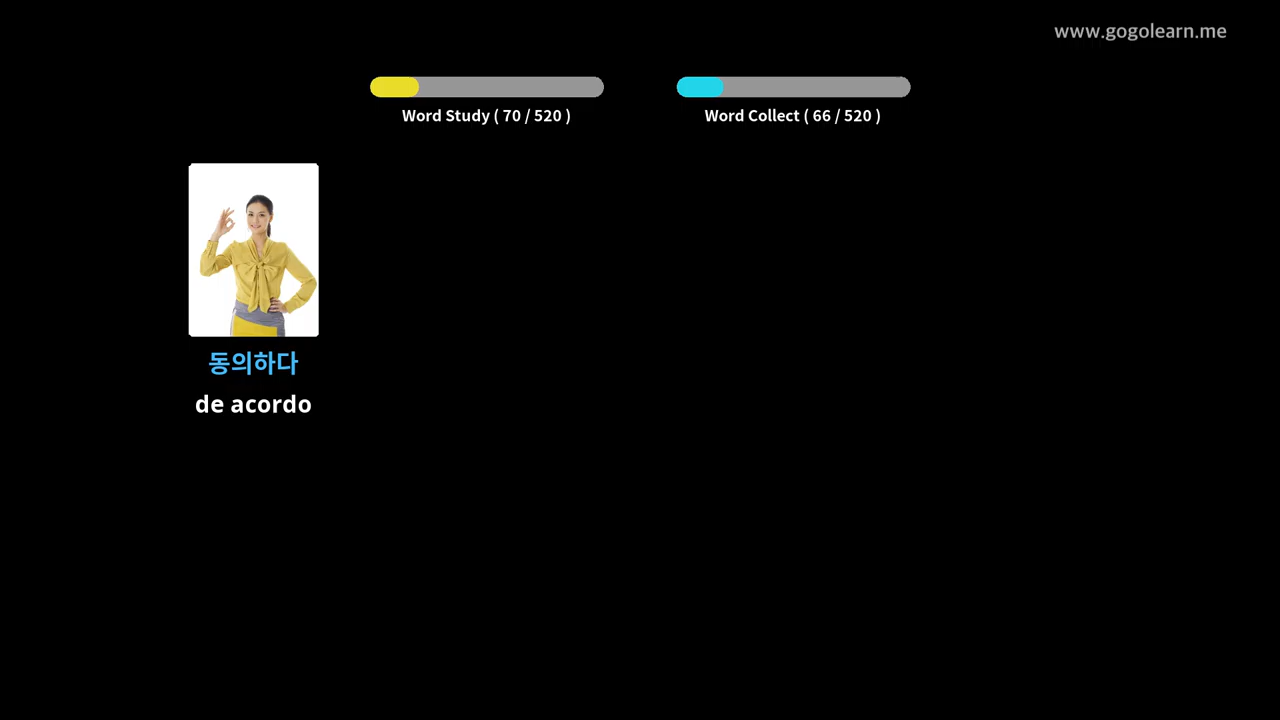 www.gogolearn.me
Word Study ( 70 / 520 )
Word Collect ( 66 / 520 )
동의하다
de acordo